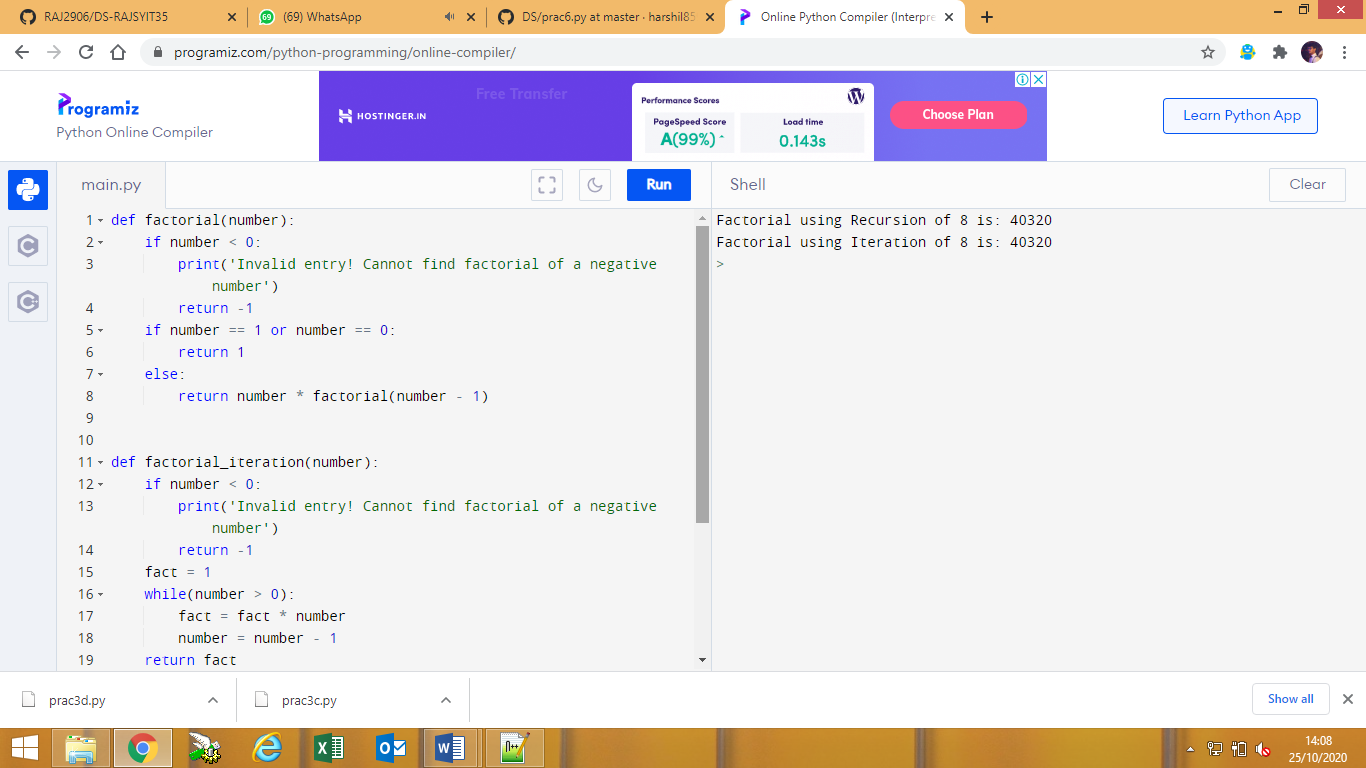 RAJ2906/DS-RAJSYIT35
69 (69) WhatsApp
DS/prac6.py at master · harshil85
Online Python Compiler (Interpre
programiz.com/python-programming/online-compiler/
Programiz
Python Online Compiler
HOSTINGER.IN
Free Transfer
Performance Scores
PageSpeed Score
A(99%)
Load time
0.143s
Choose Plan
Learn Python App
main.py
Run
Shell
Clear
1 def factorial(number):
2 if number < 0:
3 print('Invalid entry! Cannot find factorial of a negative
number')
4 return -1
5 if number == 1 or number == 0:
6 return 1
7 else:
8 return number * factorial(number - 1)
9
10
11 def factorial_iteration(number):
12 if number < 0:
13 print('Invalid entry! Cannot find factorial of a negative
number')
14 return -1
15 fact = 1
16 while(number > 0):
17 fact = fact * number
18 number = number - 1
19 return fact
Factorial using Recursion of 8 is: 40320
Factorial using Iteration of 8 is: 40320
>
prac3d.py
prac3c.py
Show all
14:08
25/10/2020